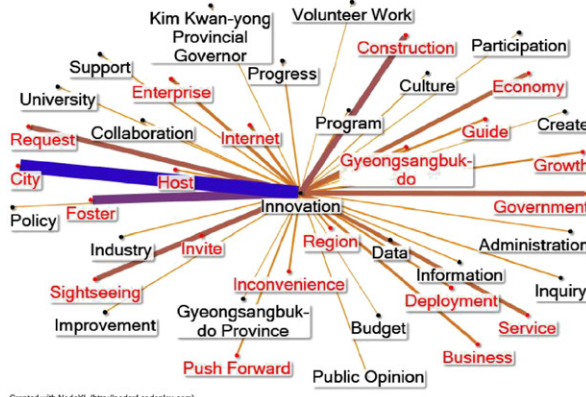 Kim Kwan-yong
Provincial
Governor
Volunteer Work
Construction
Participation
Support
Progress
Enterprise
Culture
Economy
University
Program
Guide
Create
Request
Collaboration
Internet
Gyeongsangbuk-
do
Growth
City
Host
Foster
Innovation
Government
Policy
Industry
Invite
Region
Data
Administration
Information
Sightseeing
Inconvenience
Deployment
Inquiry
Improvement
Gyeongsangbuk-
do Province
Budget
Service
Push Forward
Business
Public Opinion